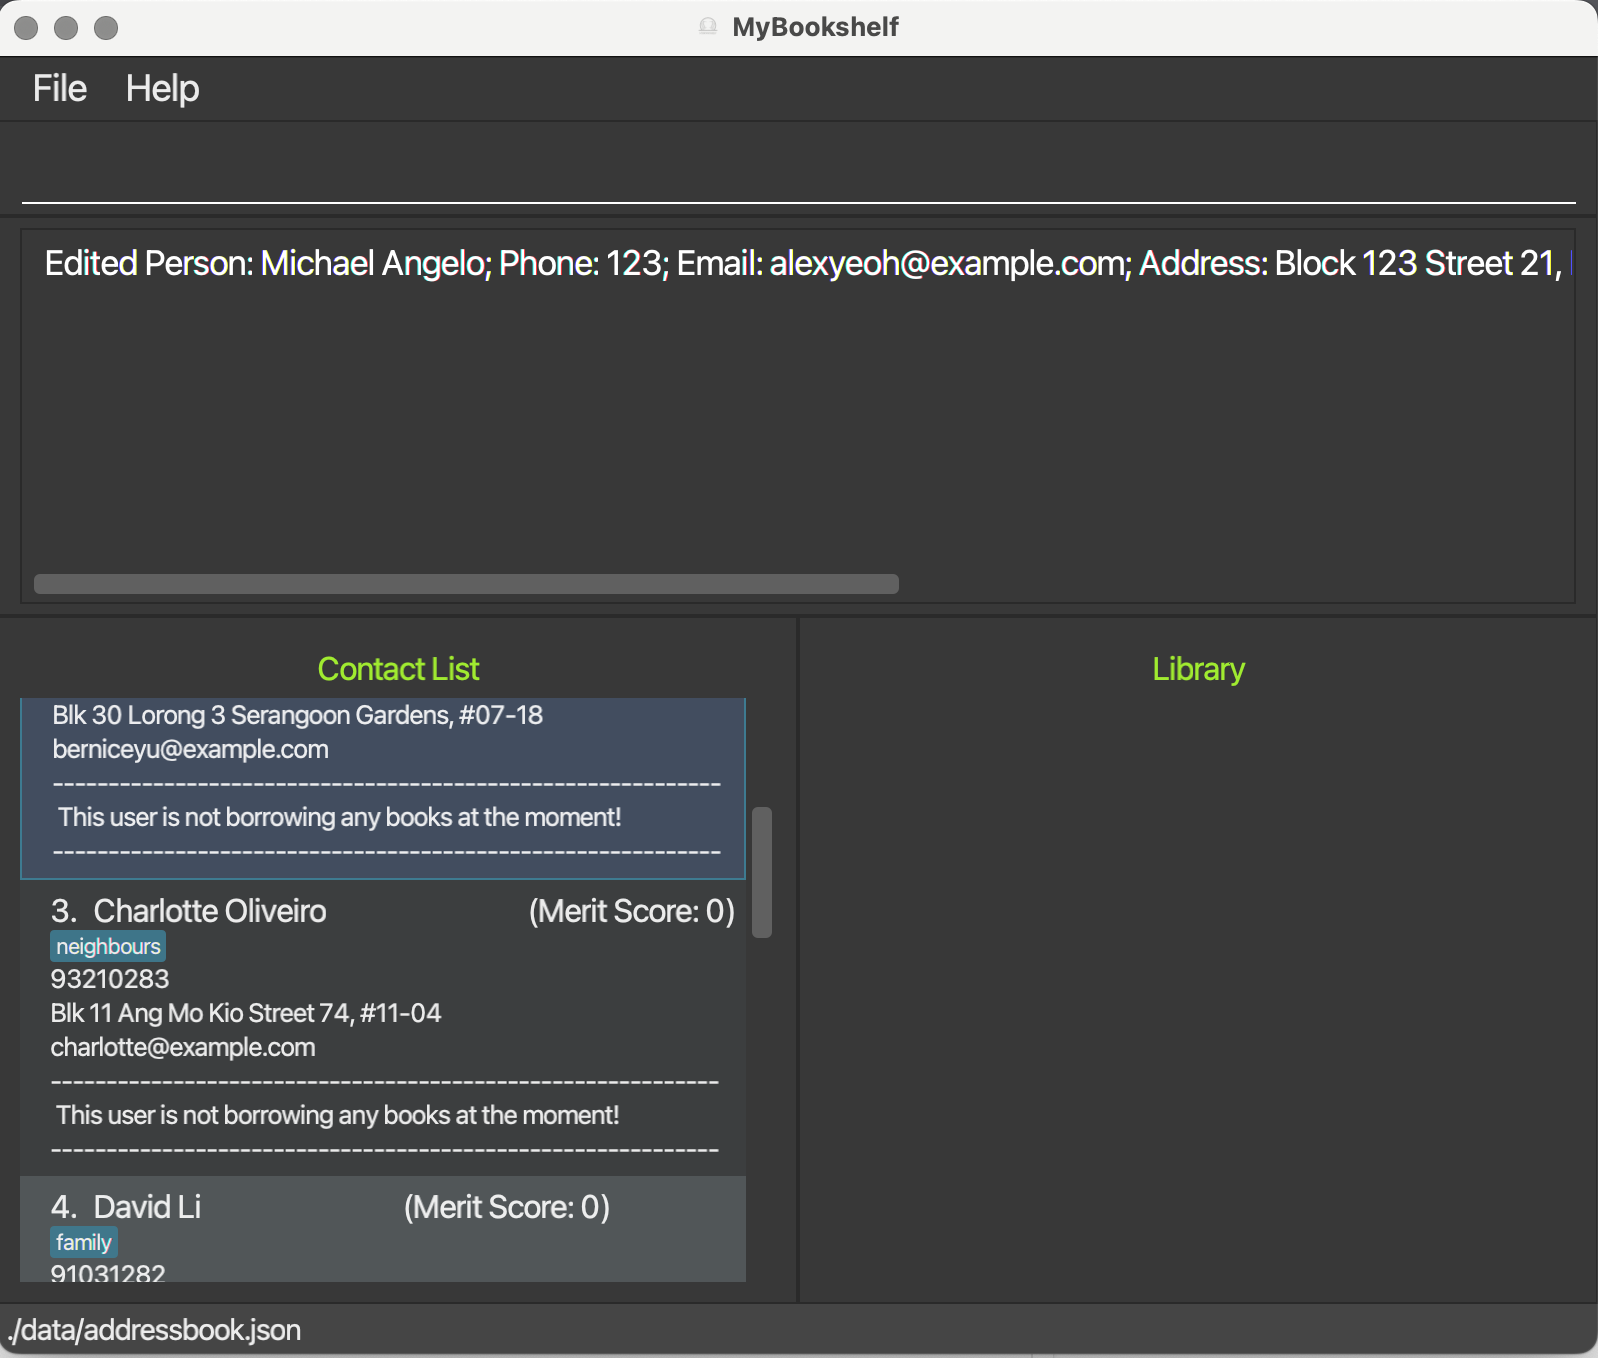 MyBookshelf
File Help
Edited Person: Michael Angelo; Phone: 123; Email: alexyeoh@example.com; Address: Block 123 Street 21,
Contact List
Blk 30 Lorong 3 Serangoon Gardens, #07-18
berniceyu@example.com
------------------------------------------------------------
This user is not borrowing any books at the moment!
------------------------------------------------------------
3. Charlotte Oliveiro (Merit Score: 0)
neighbours
93210283
Blk 11 Ang Mo Kio Street 74, #11-04
charlotte@example.com
------------------------------------------------------------
This user is not borrowing any books at the moment!
------------------------------------------------------------
4. David Li (Merit Score: 0)
family
91031282
Library
./data/addressbook.json